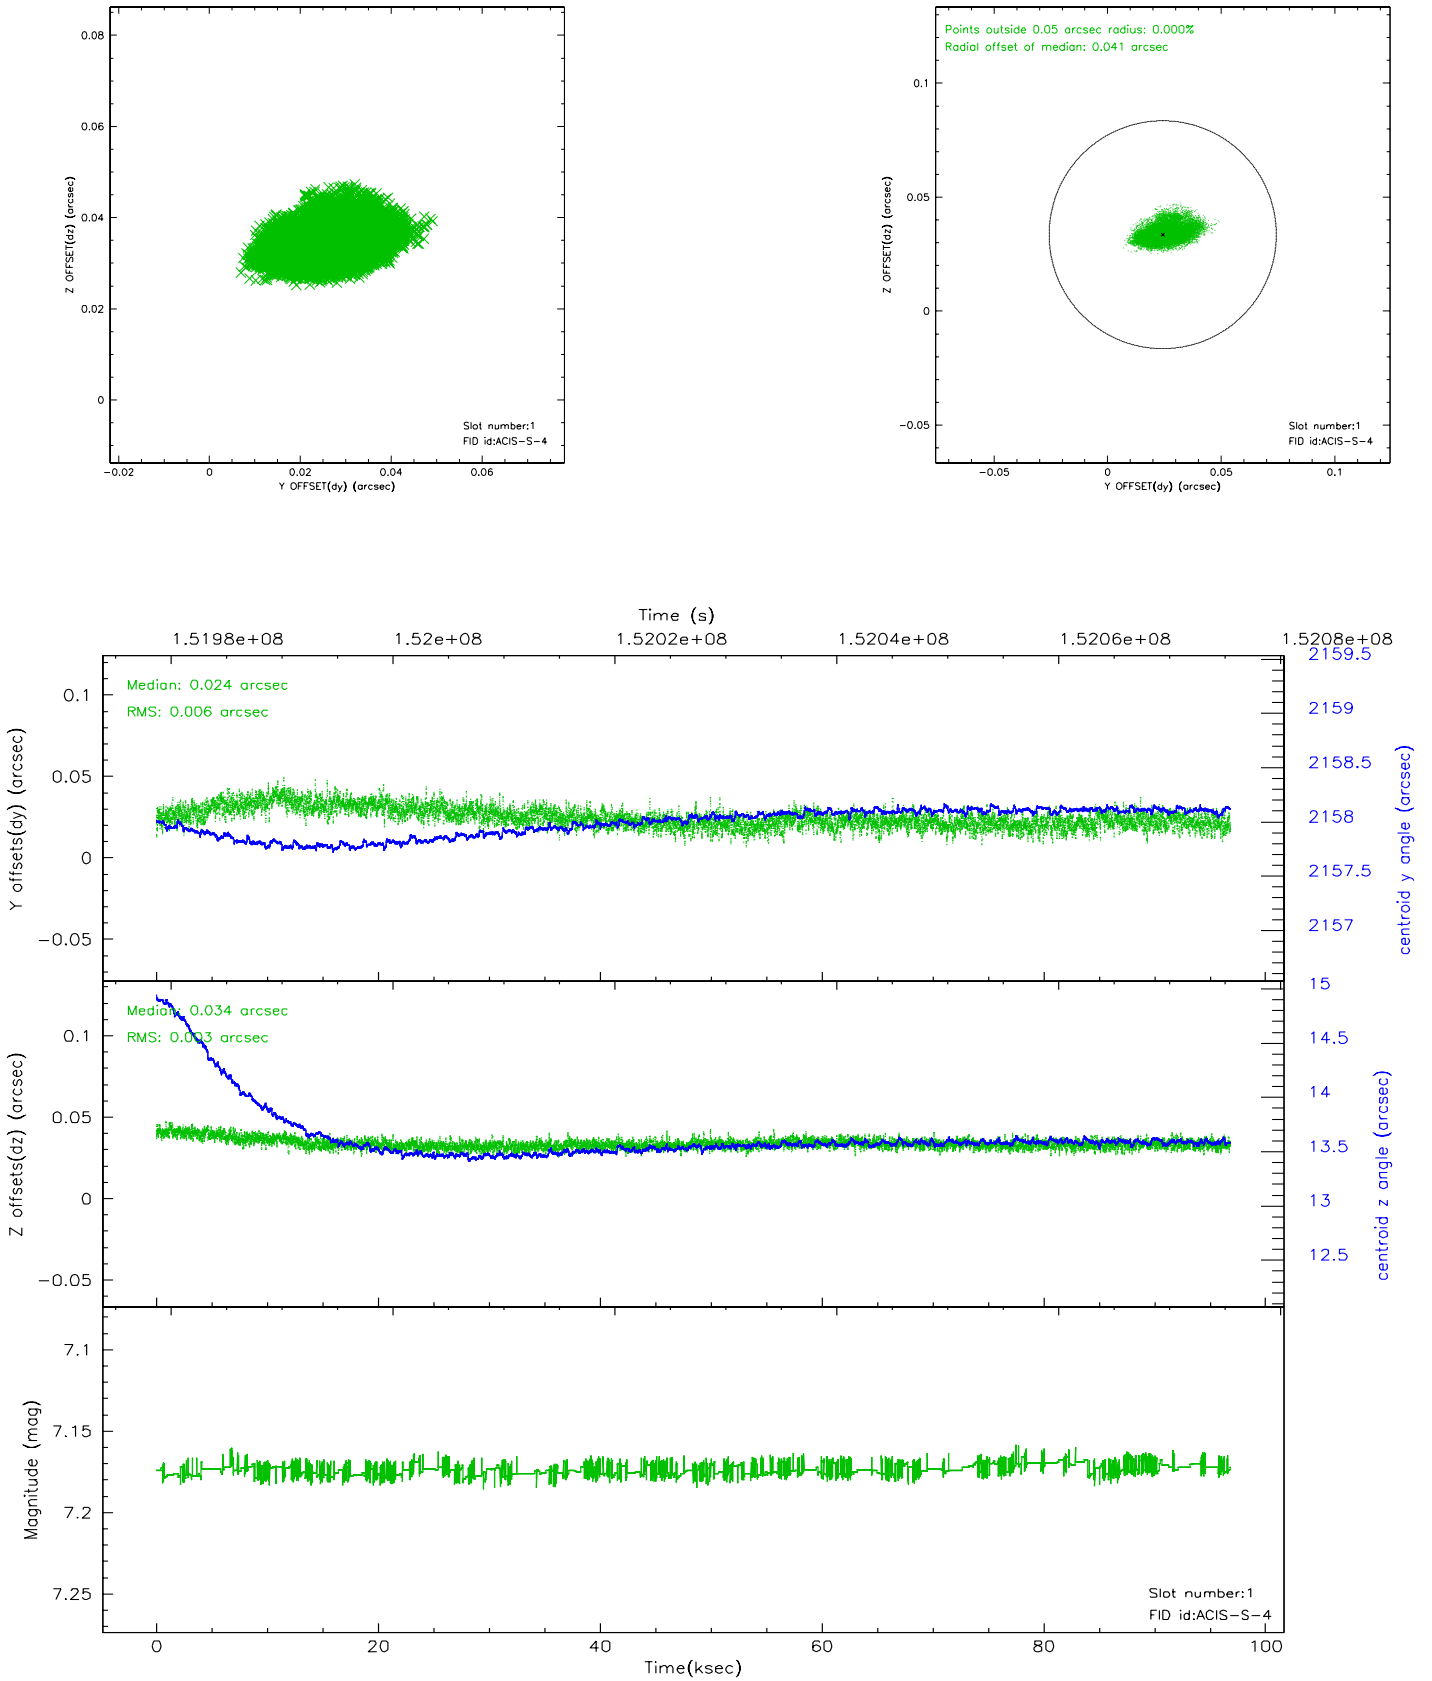 0.08
0.06
0.04
0.02
0
Z OFFSET(dz) (arcsec)
Slot number:1
FID id:ACIS-S-4
-0.02 0 0.02 0.04 0.06
Y OFFSET(dy) (arcsec)
Points outside 0.05 arcsec radius: 0.000%
Radial offset of median: 0.041 arcsec
0.1
0.05
0
-0.05
Z OFFSET(dz) (arcsec)
Slot number:1
FID id:ACIS-S-4
-0.05 0 0.05 0.1
Y OFFSET(dy) (arcsec)
Time (s)
1.5198e+08 1.52e+08 1.5202e+08 1.5204e+08 1.5206e+08 1.5208e+08
Median: 0.024 arcsec
RMS: 0.006 arcsec
0.1
0.05
0
-0.05
Y offsets(dy) (arcsec)
2159.5
2159
2158.5
2158
2157.5
2157
centroid y angle (arcsec)
Median: 0.034 arcsec
RMS: 0.003 arcsec
0.1
0.05
0
-0.05
Z offsets(dz) (arcsec)
15
14.5
14
13.5
13
12.5
centroid z angle (arcsec)
7.1
7.15
7.2
7.25
Magnitude (mag)
Slot number:1
FID id:ACIS-S-4
0 20 40 60 80 100
Time(ksec)